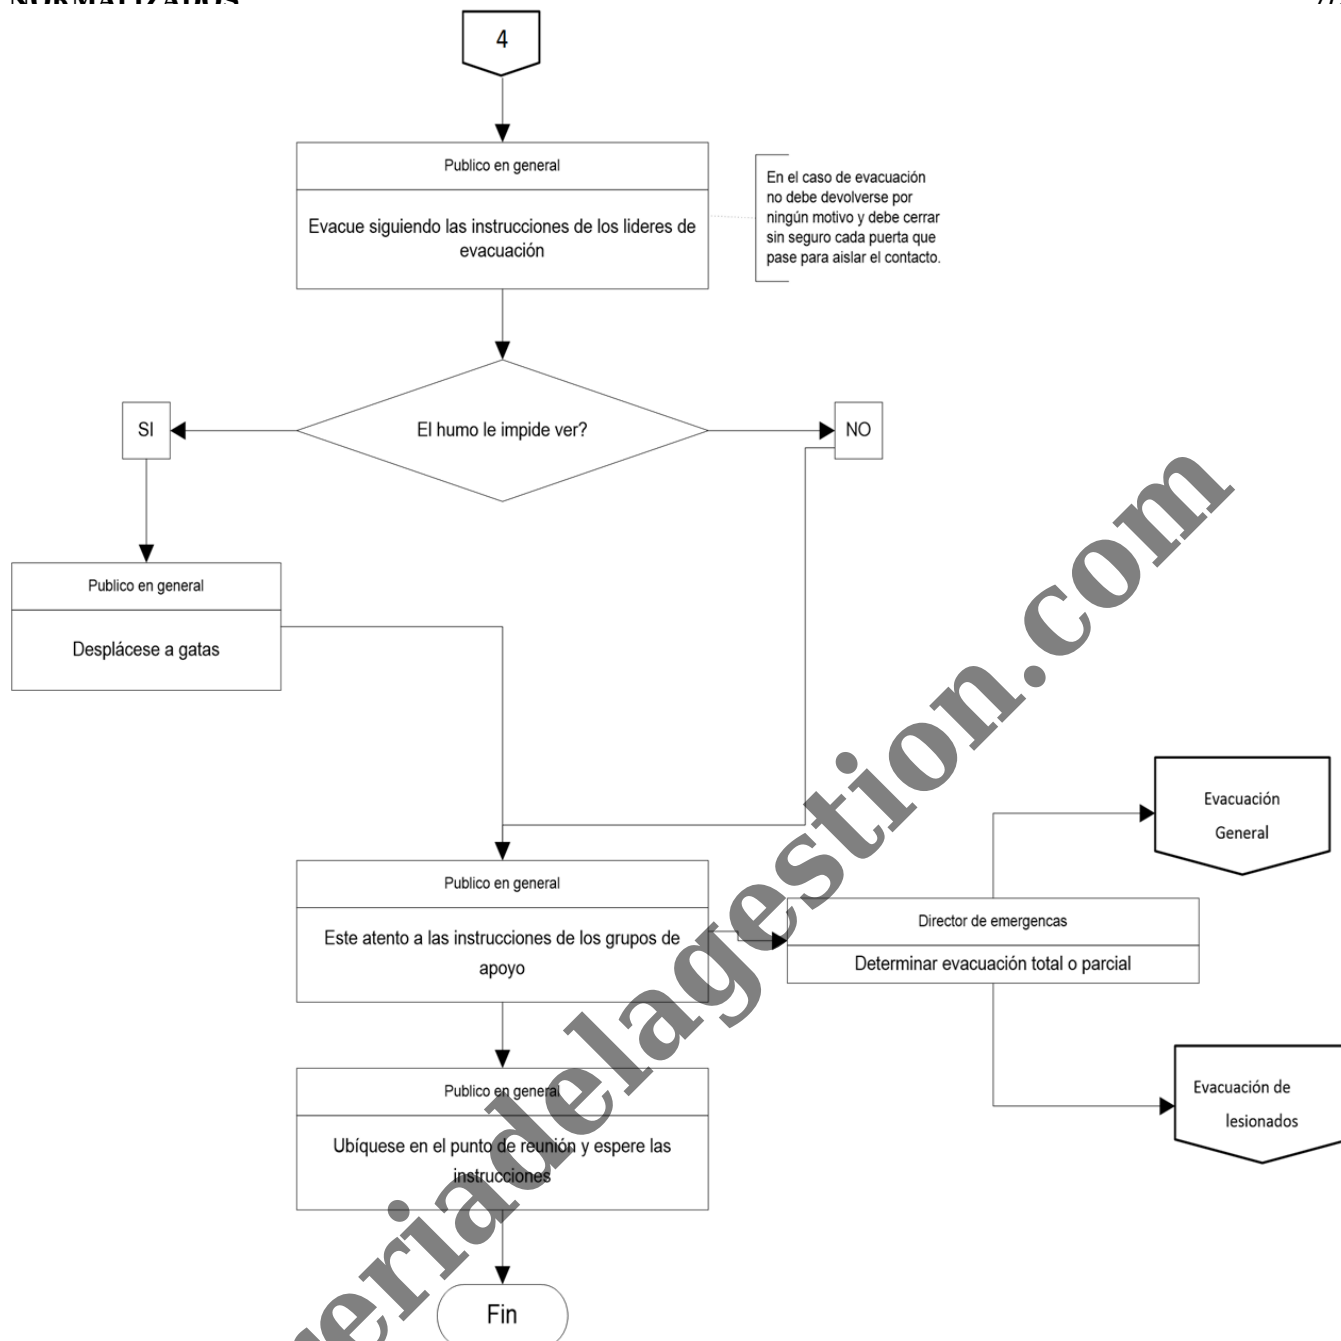 4
Publico en general
Evacue siguiendo las instrucciones de los lideres de
evacuación
En el caso de evacuación
no debe devolverse por
ningún motivo y debe cerrar
sin seguro cada puerta que
pase para aislar el contacto.
El humo le impide ver?
SI
NO
Publico en general
Desplácese a gatas
Evacuación
General
Publico en general
Este atento a las instrucciones de los grupos de
apoyo
Director de emergencas
Determinar evacuación total o parcial
Evacuación de
lesionados
Publico en general
Ubíquese en el punto de reunión y espere las
instrucciones
Fin
eriadelagestion.com